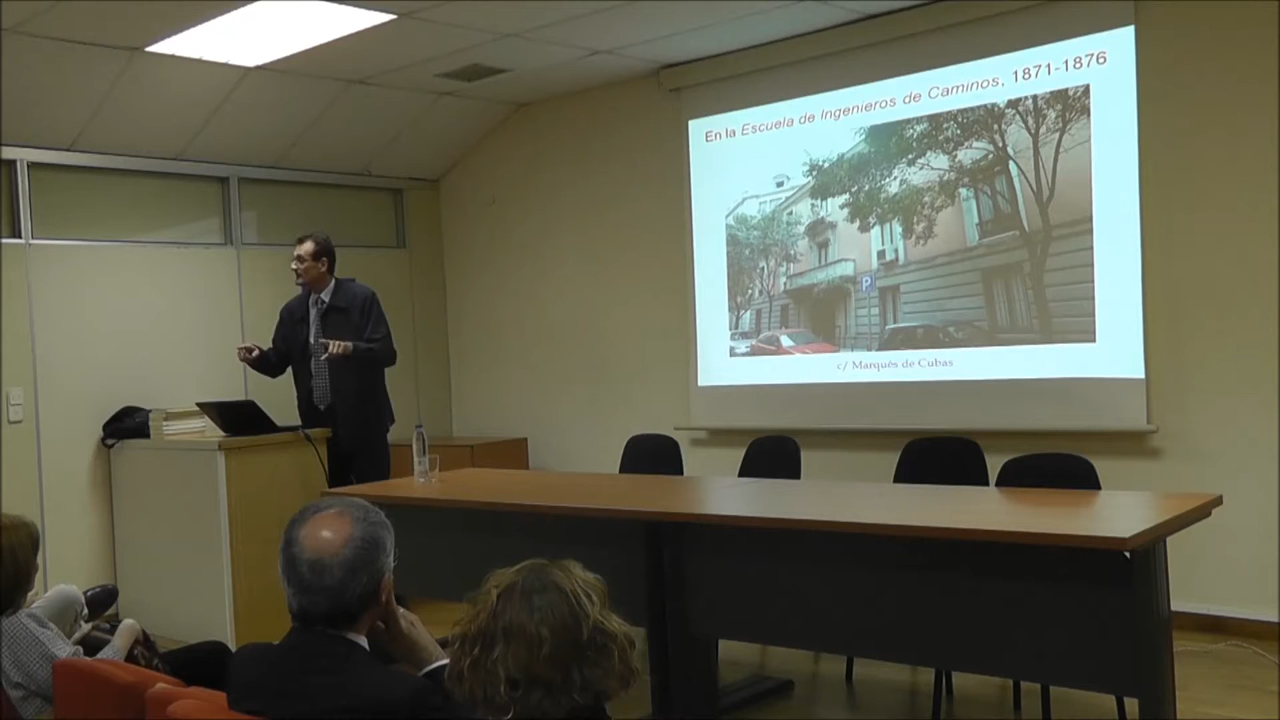 En la Escuela de Ingenieros de Caminos, 1871-1876
P
c/ Marqués de Cubas